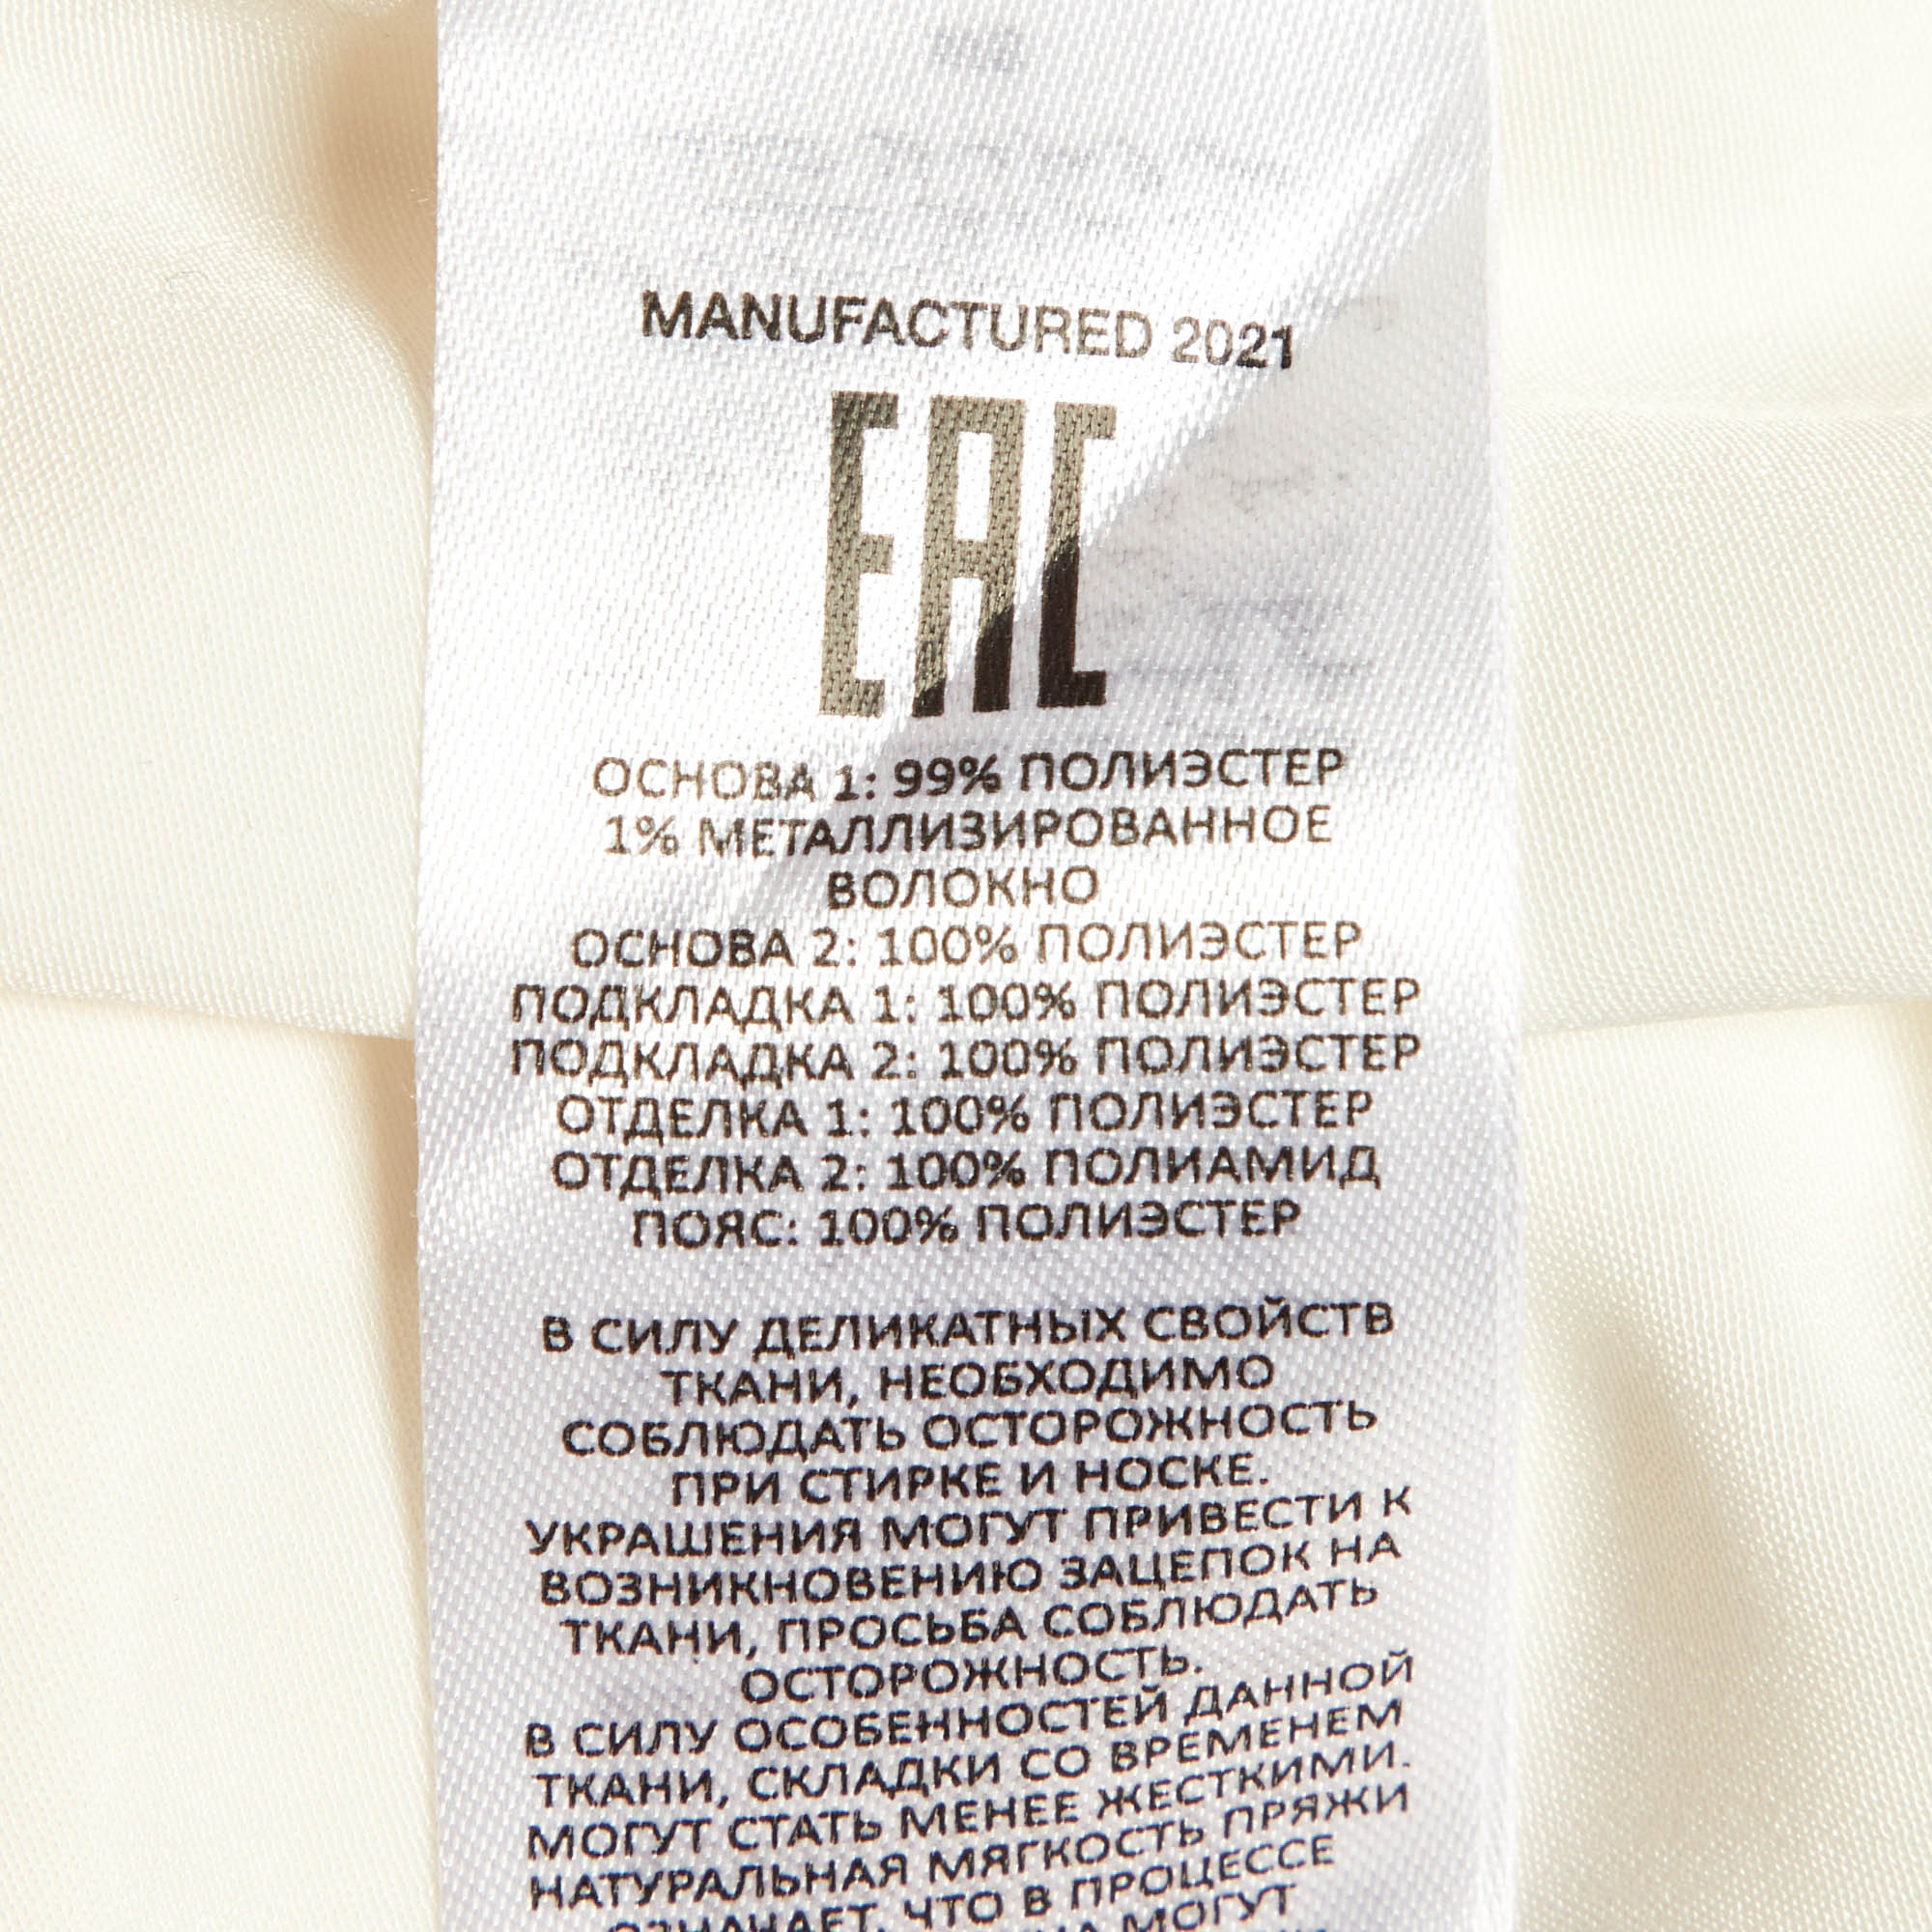 MANUFACTURED 2021
EAC
ОСНОВА 1: 99% ПОЛИЭСТЕР
1% МЕТАЛЛИЗИРОВАННОЕ
ВОЛОКНО
ОСНОВА 2: 100% ПОЛИЭСТЕР
ПОДКЛАДКА 1: 100% ПОЛИЭСТЕР
ПОДКЛАДКА 2: 100% ПОЛИЭСТЕР
ОТДЕЛКА 1: 100% ПОЛИЭСТЕР
ОТДЕЛКА 2: 100% ПОЛИАМИД
ПОЯС: 100% ПОЛИЭСТЕР
В СИЛУ ДЕЛИКАТНЫХ СВОЙСТВ
ТКАНИ, НЕОБХОДИМО
СОБЛЮДАТЬ ОСТОРОЖНОСТЬ
ПРИ СТИРКЕ И НОСКЕ.
УКРАШЕНИЯ МОГУТ ПРИВЕСТИ К
ВОЗНИКНОВЕНИЮ ЗАЦЕПОК НА
ТКАНИ, ПРОСЬБА СОБЛЮДАТЬ
ОСТОРОЖНОСТЬ.
В СИЛУ ОСОБЕННОСТЕЙ ДАННОЙ
ТКАНИ, СКЛАДКИ СО ВРЕМЕНЕМ
МОГУТ СТАТЬ МЕНЕЕ ЖЕСТКИМИ.
НАТУРАЛЬНАЯ МЯГКОСТЬ ПРЯЖИ
ОЗНАЧАЕТ, ЧТО В ПРОЦЕССЕ
МОГУТ